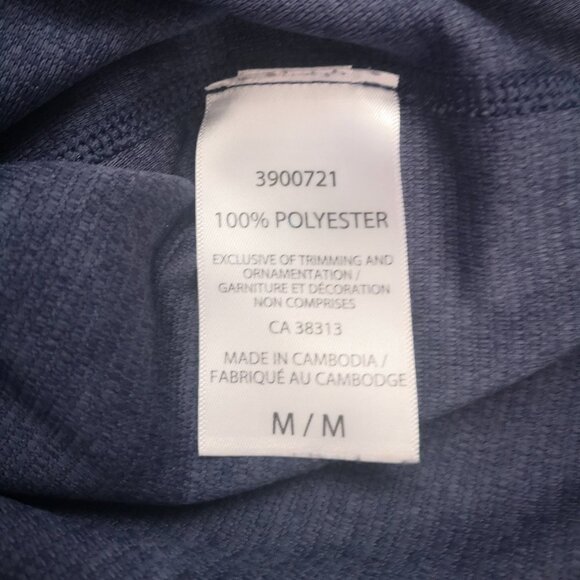 3900721
100% POLYESTER
EXCLUSIVE OF TRIMMING AND
ORNAMENTATION /
GARNITURE ET DÉCORATION
NON COMPRISES
CA 38313
MADE IN CAMBODIA /
FABRIQUÉ AU CAMBODGE
M / M